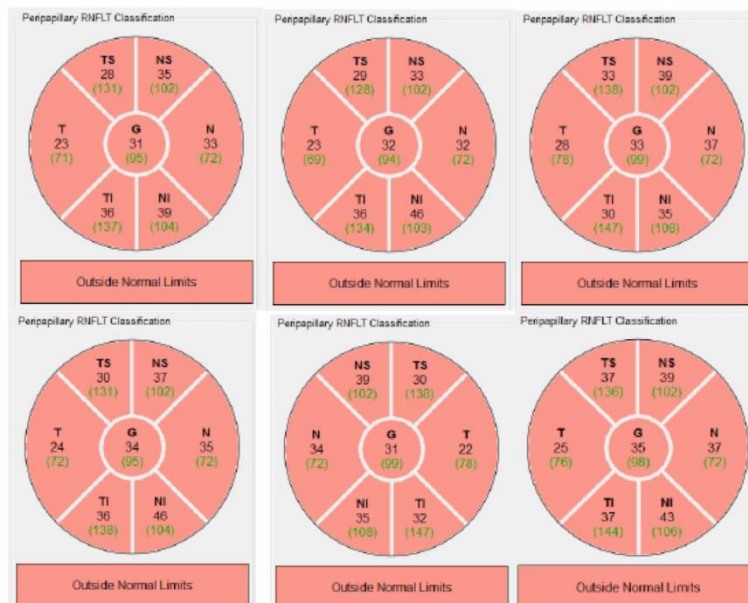 Peripapillary RNFLT Classification
TS NS
28 35
(131) (102)
T G N
23 31 33
(71) (95) (72)
TI NI
36 39
(137) (104)
Outside Normal Limits
Peripapillary RNFLT Classification
TS NS
29 33
(128) (102)
T G N
23 32 32
(69) (94) (72)
TI NI
36 46
(134) (103)
Outside Normal Limits
Peripapillary RNFLT Classification
TS NS
33 39
(138) (102)
T G N
28 33 37
(78) (99) (72)
TI NI
30 35
(147) (108)
Outside Normal Limits
Peripapillary RNFLT Classification
TS NS
30 37
(131) (102)
T G N
24 34 35
(72) (95) (72)
TI NI
36 46
(138) (104)
Outside Normal Limits
Peripapillary RNFLT Classification
NS TS
39 30
(102) (138)
N G T
34 31 22
(72) (99) (78)
NI TI
35 32
(108) (147)
Outside Normal Limits
Peripapillary RNFLT Classification
TS NS
37 39
(136) (102)
T G N
25 35 37
(76) (98) (72)
TI NI
37 43
(144) (106)
Outside Normal Limits